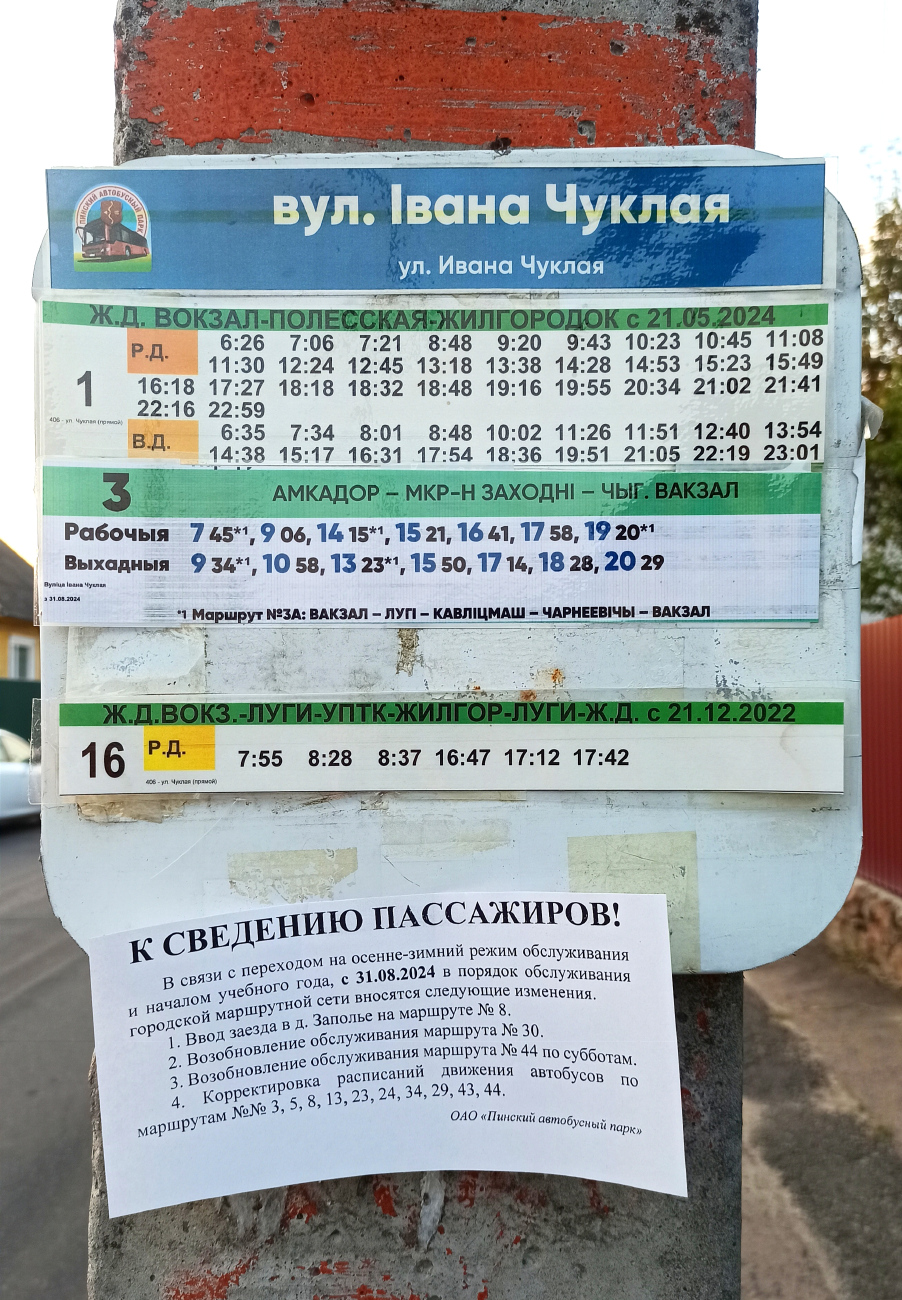 ПИНСКИЙ АВТОБУСНЫЙ ПАРК
вул. Івана Чуклая
ул. Ивана Чуклая
Ж.Д. ВОКЗАЛ-ПОЛЕССКАЯ-ЖИЛГОРОДОК с 21.05.2024
1
406 - ул. Чуклая (прямой)
Р.Д. 6:26 7:06 7:21 8:48 9:20 9:43 10:23 10:45 11:08
11:30 12:24 12:45 13:18 13:38 14:28 14:53 15:23 15:49
16:18 17:27 18:18 18:32 18:48 19:16 19:55 20:34 21:02 21:41
22:16 22:59
В.Д. 6:35 7:34 8:01 8:48 10:02 11:26 11:51 12:40 13:54
14:38 15:17 16:31 17:54 18:36 19:51 21:05 22:19 23:01
3 АМКАДОР – МКР-Н ЗАХОДНІ – ЧЫГ. ВАКЗАЛ
Рабочыя 7 45*¹, 9 06, 14 15*¹, 15 21, 16 41, 17 58, 19 20*¹
Выхадныя 9 34*¹, 10 58, 13 23*¹, 15 50, 17 14, 18 28, 20 29
Вуліца Івана Чуклая
з 31.08.2024
*¹ Маршрут №3А: ВАКЗАЛ – ЛУГІ – КАВЛІЦМАШ – ЧАРНЕЕВІЧЫ – ВАКЗАЛ
Ж.Д.ВОКЗ.-ЛУГИ-УПТК-ЖИЛГОР-ЛУГИ-Ж.Д. с 21.12.2022
16 Р.Д. 7:55 8:28 8:37 16:47 17:12 17:42
406 - ул. Чуклая (прямой)
К СВЕДЕНИЮ ПАССАЖИРОВ!
В связи с переходом на осенне-зимний режим обслуживания
и началом учебного года, с 31.08.2024 в порядок обслуживания
городской маршрутной сети вносятся следующие изменения.
1. Ввод заезда в д. Заполье на маршруте № 8.
2. Возобновление обслуживания маршрута № 30.
3. Возобновление обслуживания маршрута № 44 по субботам.
4. Корректировка расписаний движения автобусов по
маршрутам №№ 3, 5, 8, 13, 23, 24, 34, 29, 43, 44.
ОАО «Пинский автобусный парк»